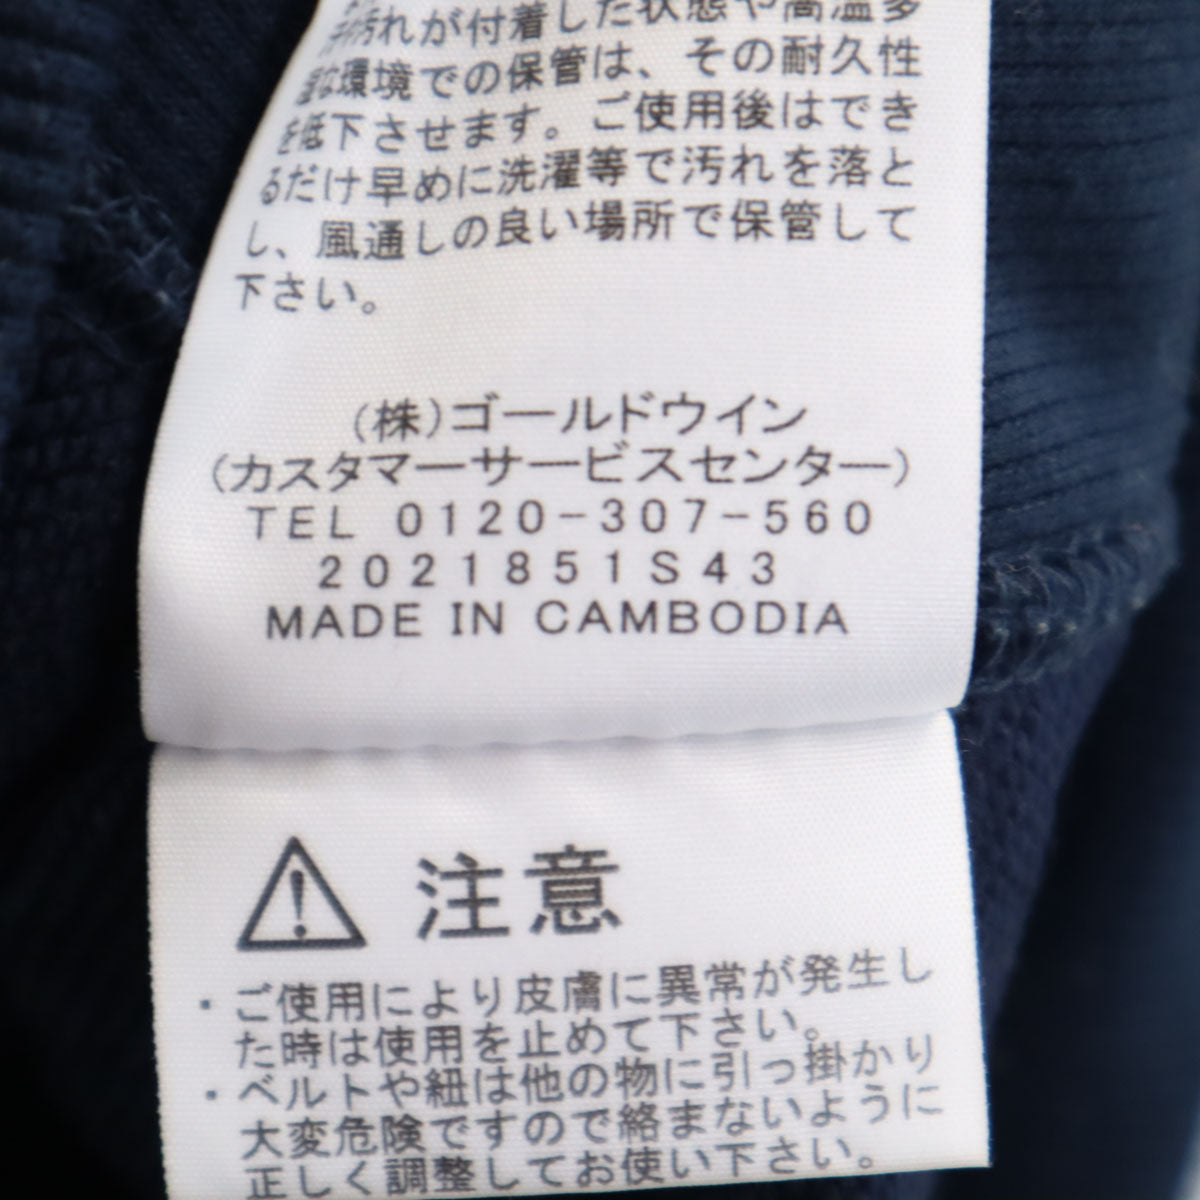 汚れが付着した状態や高温多
湿な環境での保管は、その耐久性
を低下させます。ご使用後はでき
るだけ早めに洗濯等で汚れを落と
し、風通しの良い場所で保管して
下さい。
(株)ゴールドウイン
(カスタマーサービスセンター)
TEL 0120-307-560
2021851S43
MADE IN CAMBODIA
注意
・ご使用により皮膚に異常が発生し
た時は使用を止めて下さい。
・ベルトや紐は他の物に引っ掛かり
大変危険ですので絡まないように
正しく調整してお使い下さい。